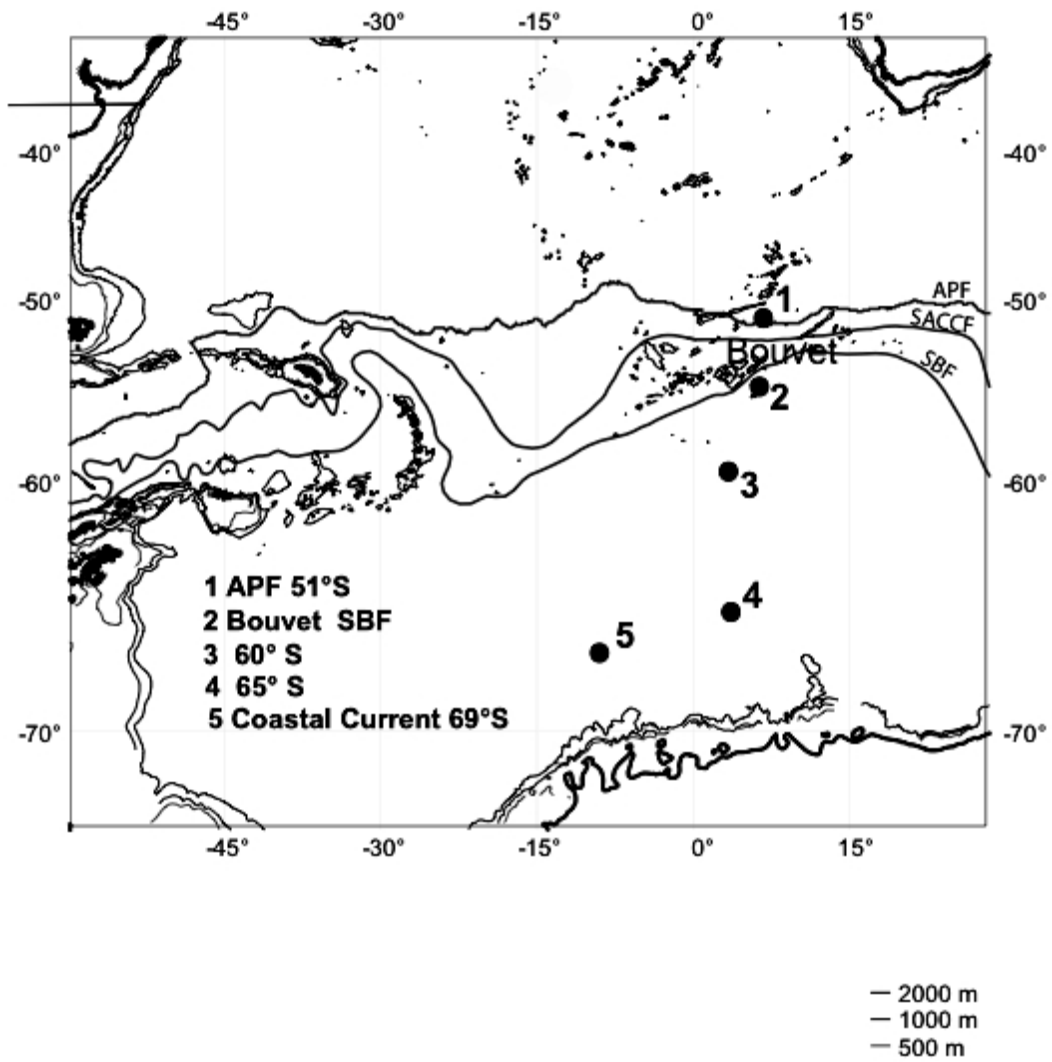 -45° -30° -15° 0° 15°
-40° -40°
-50° -50°
APF
1
SACCF
Bouvet
SBF
2
-60° -60°
3
4
5
1 APF 51°S
2 Bouvet SBF
3 60° S
4 65° S
5 Coastal Current 69°S
-70° -70°
-45° -30° -15° 0° 15°
2000 m
1000 m
500 m